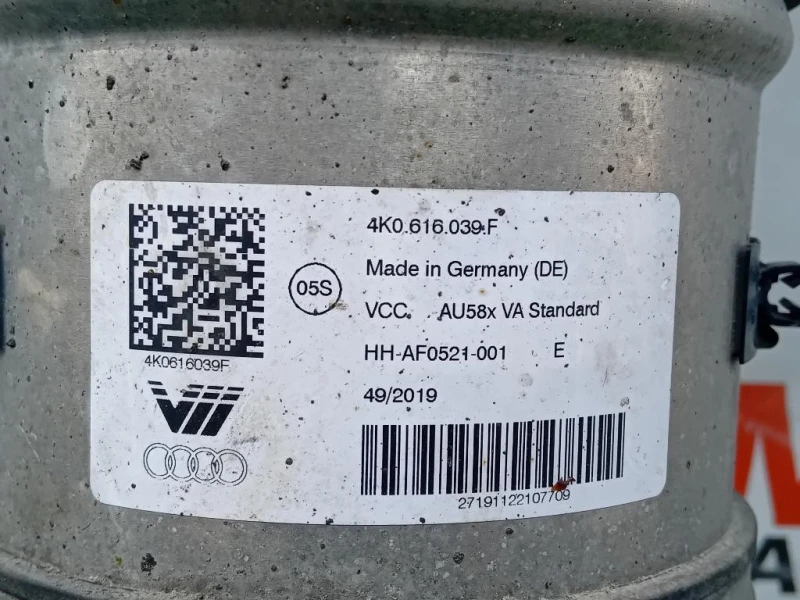 4K0.616.039.F
Made in Germany (DE)
05S
VCC. AU58x VA Standard
4K0616039F
HH-AF0521-001 E
49/2019
27191122107709
A